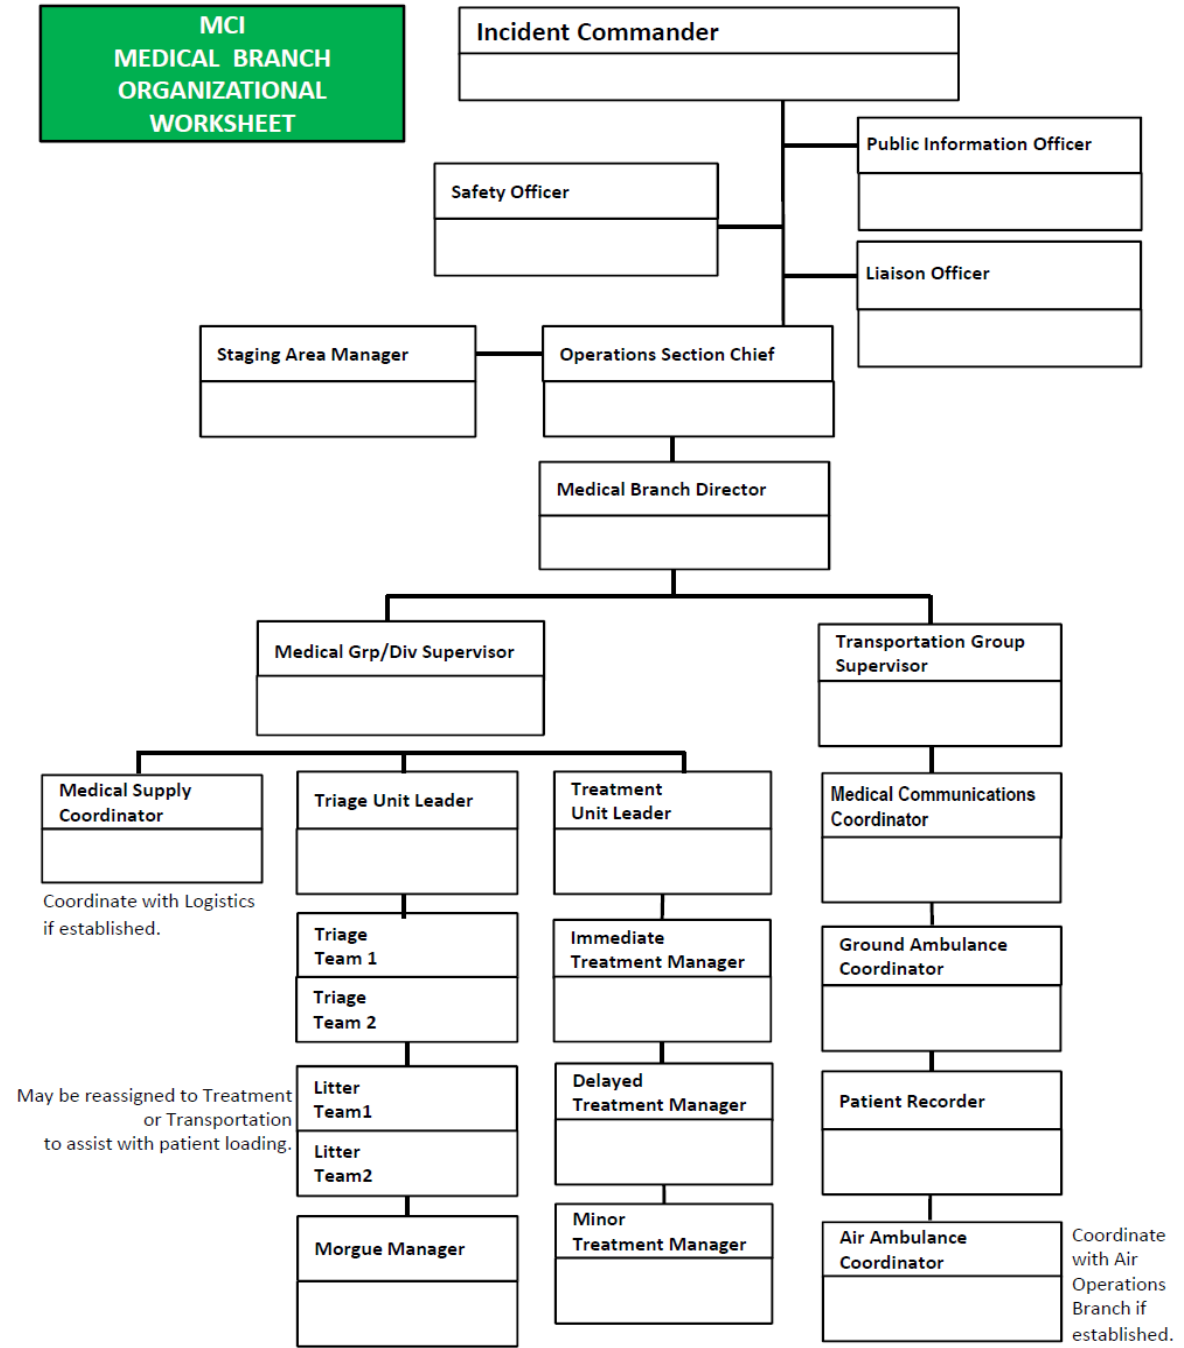 MCI
MEDICAL BRANCH
ORGANIZATIONAL
WORKSHEET
Incident Commander
Public Information Officer
Safety Officer
Liaison Officer
Staging Area Manager
Operations Section Chief
Medical Branch Director
Medical Grp/Div Supervisor
Transportation Group
Supervisor
Medical Supply
Coordinator
Coordinate with Logistics
if established.
Triage Unit Leader
Triage
Team 1
Triage
Team 2
May be reassigned to Treatment
or Transportation
to assist with patient loading.
Litter
Team1
Litter
Team2
Morgue Manager
Treatment
Unit Leader
Immediate
Treatment Manager
Delayed
Treatment Manager
Minor
Treatment Manager
Medical Communications
Coordinator
Ground Ambulance
Coordinator
Patient Recorder
Air Ambulance
Coordinator
Coordinate
with Air
Operations
Branch if
established.